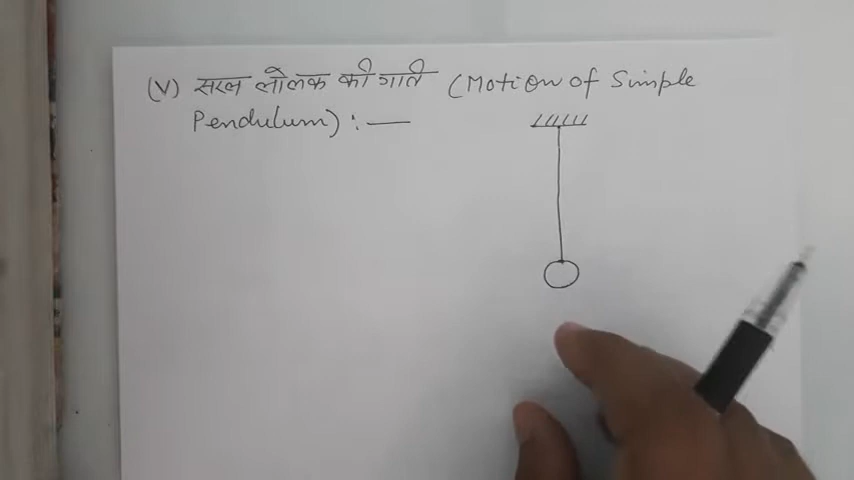 (V) सरल लोलक की गति (Motion of Simple
Pendulum) : —